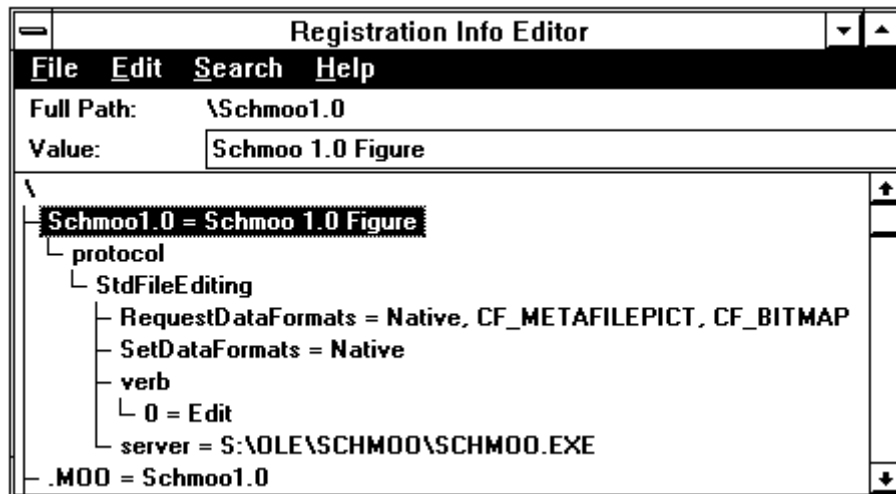 Registration Info Editor
File Edit Search Help
Full Path: \Schmoo1.0
Value: Schmoo 1.0 Figure
\
Schmoo1.0 = Schmoo 1.0 Figure
protocol
StdFileEditing
RequestDataFormats = Native, CF_METAFILEPICT, CF_BITMAP
SetDataFormats = Native
verb
0 = Edit
server = S:\OLE\SCHMOO\SCHMOO.EXE
.MOO = Schmoo1.0